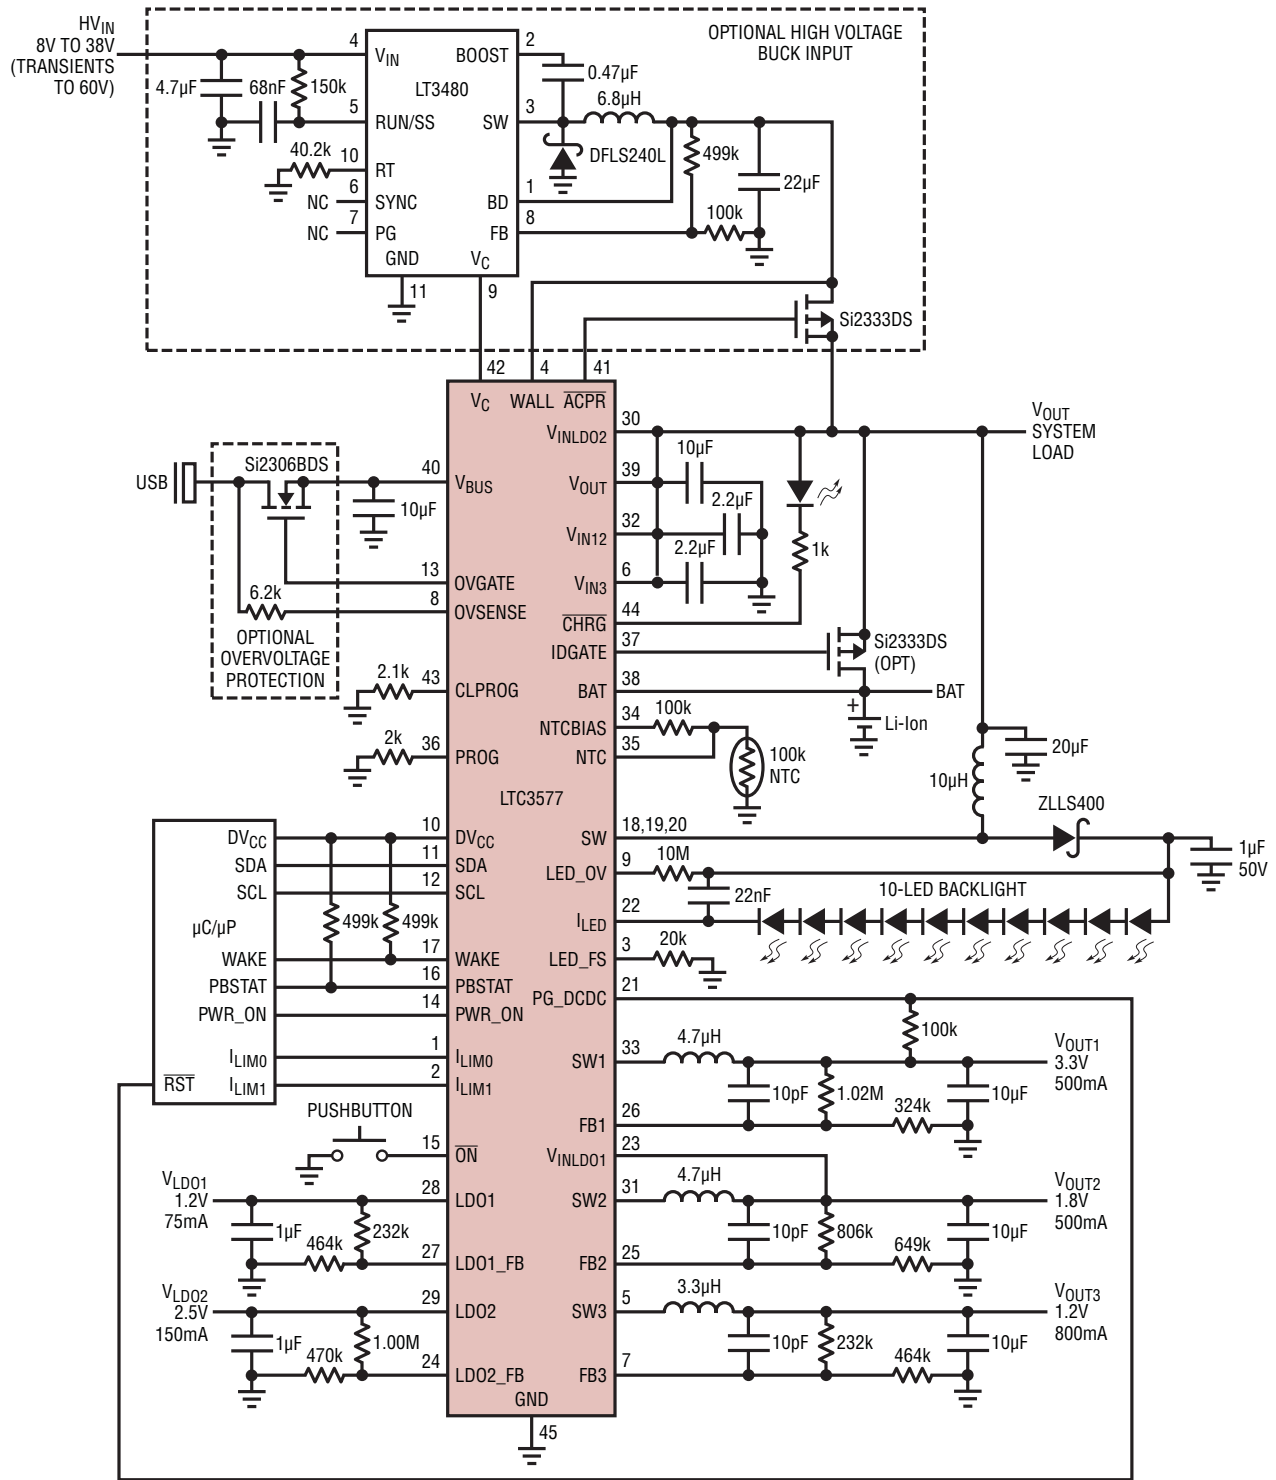 HVIN
8V TO 38V
(TRANSIENTS
TO 60V)
OPTIONAL HIGH VOLTAGE
BUCK INPUT
4
VIN
BOOST
2
LT3480
4.7µF
68nF
150k
0.47µF
6.8µH
5
RUN/SS
SW
3
DFLS240L
499k
22µF
40.2k
10
RT
NC
6
SYNC
BD
1
NC
7
PG
FB
8
100k
GND
VC
11
9
Si2333DS
42
4
41
VC
WALL
ACPR
VINLDO2
30
VOUT
SYSTEM
LOAD
10µF
USB
Si2306BDS
40
VBUS
VOUT
39
10µF
2.2µF
VIN12
32
2.2µF
1k
13
OVGATE
VIN3
6
6.2k
8
OVSENSE
CHRG
44
OPTIONAL
OVERVOLTAGE
PROTECTION
IDGATE
37
Si2333DS
(OPT)
2.1k
43
CLPROG
BAT
38
BAT
+
Li-Ion
NTCBIAS
34
100k
2k
36
PROG
NTC
35
100k
NTC
20µF
10µH
LTC3577
ZLLS400
DVCC
10
DVCC
SW
18,19,20
SDA
11
SDA
LED_OV
9
10M
1µF
50V
SCL
12
SCL
22nF
10-LED BACKLIGHT
µC/µP
499k
499k
ILED
22
WAKE
17
WAKE
LED_FS
3
20k
PBSTAT
16
PBSTAT
PG_DCDC
21
PWR_ON
14
PWR_ON
100k
ILIM0
1
ILIM0
SW1
33
4.7µH
VOUT1
3.3V
500mA
RST
ILIM1
2
ILIM1
10pF
1.02M
324k
10µF
PUSHBUTTON
FB1
26
15
ON
VINLDO1
23
VLDO1
1.2V
75mA
28
LDO1
SW2
31
4.7µH
VOUT2
1.8V
500mA
1µF
464k
232k
10pF
806k
649k
10µF
27
LDO1_FB
FB2
25
VLDO2
2.5V
150mA
29
LDO2
SW3
5
3.3µH
VOUT3
1.2V
800mA
1µF
470k
1.00M
10pF
232k
464k
10µF
24
LDO2_FB
FB3
7
GND
45